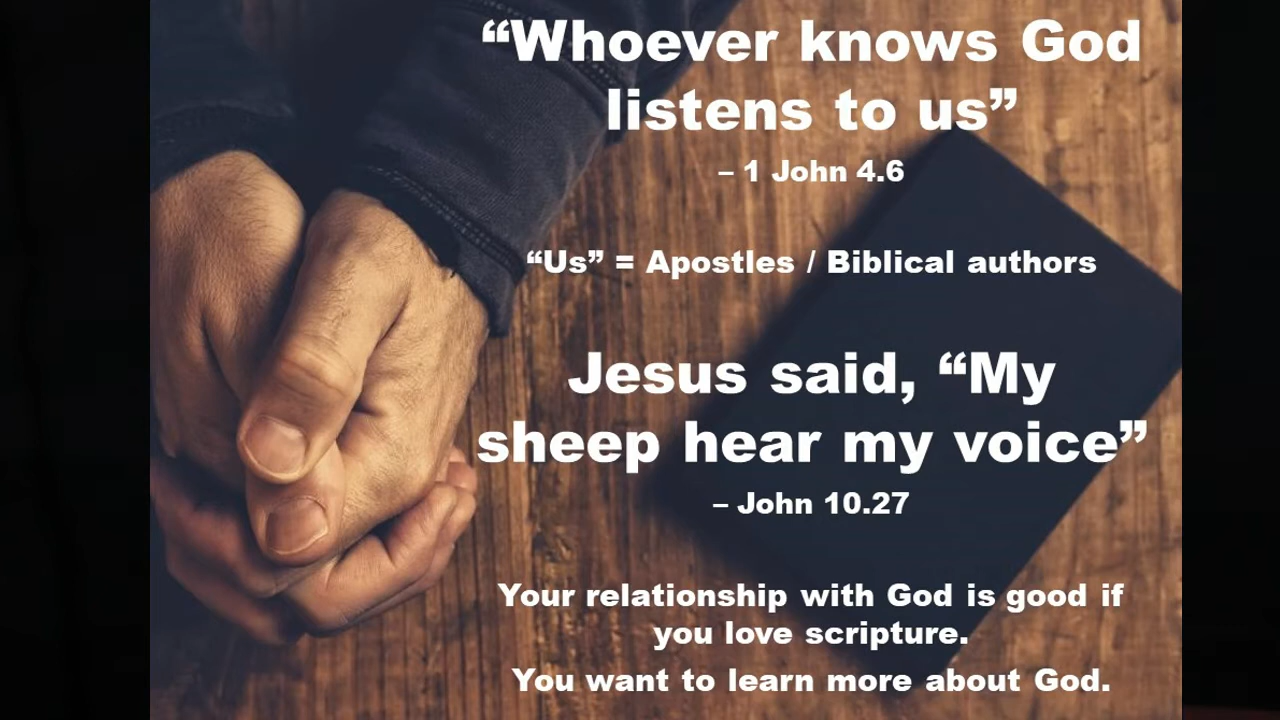 “Whoever knows God
listens to us”
– 1 John 4.6
“Us” = Apostles / Biblical authors
Jesus said, “My
sheep hear my voice”
– John 10.27
Your relationship with God is good if
you love scripture.
You want to learn more about God.